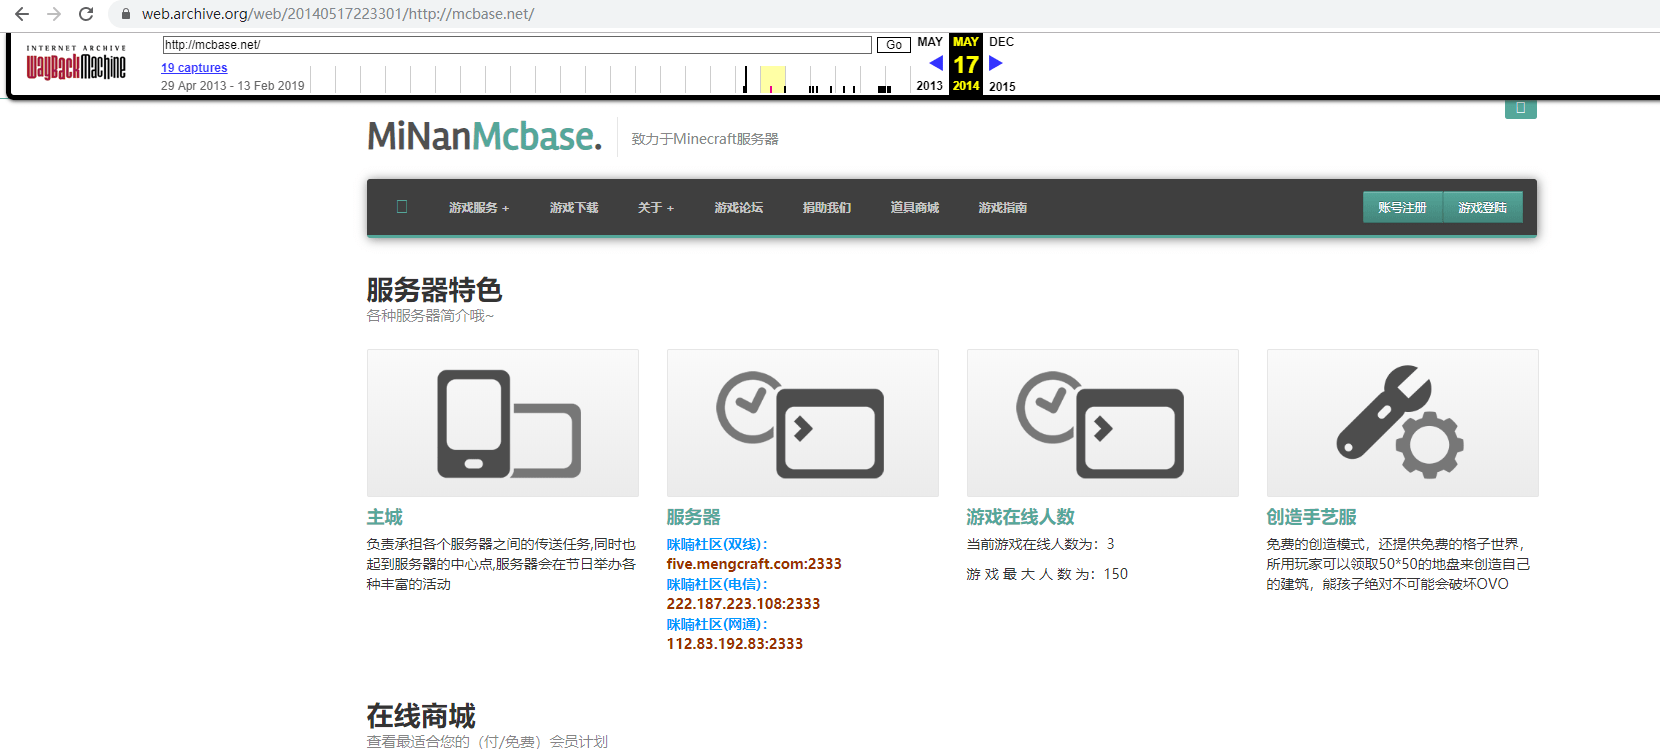 web.archive.org/web/20140517223301/http://mcbase.net/
INTERNET ARCHIVE
WayBackMachine
http://mcbase.net/
Go
MAY
MAY
DEC
19 captures
17
29 Apr 2013 - 13 Feb 2019
2013
2014
2015
MiNanMcbase.
致力于Minecraft服务器
游戏服务 +
游戏下载
关于 +
游戏论坛
捐助我们
道具商城
游戏指南
账号注册
游戏登陆
服务器特色
各种服务器简介哦~
主城
负责承担各个服务器之间的传送任务,同时也
起到服务器的中心点,服务器会在节日举办各
种丰富的活动
服务器
咪喃社区(双线)：
five.mengcraft.com:2333
咪喃社区(电信)：
222.187.223.108:2333
咪喃社区(网通)：
112.83.192.83:2333
游戏在线人数
当前游戏在线人数为：3
游 戏 最 大 人 数 为：150
创造手艺服
免费的创造模式，还提供免费的格子世界，
所用玩家可以领取50*50的地盘来创造自己
的建筑，熊孩子绝对不可能会破坏OVO
在线商城
查看最适合您的（付/免费）会员计划